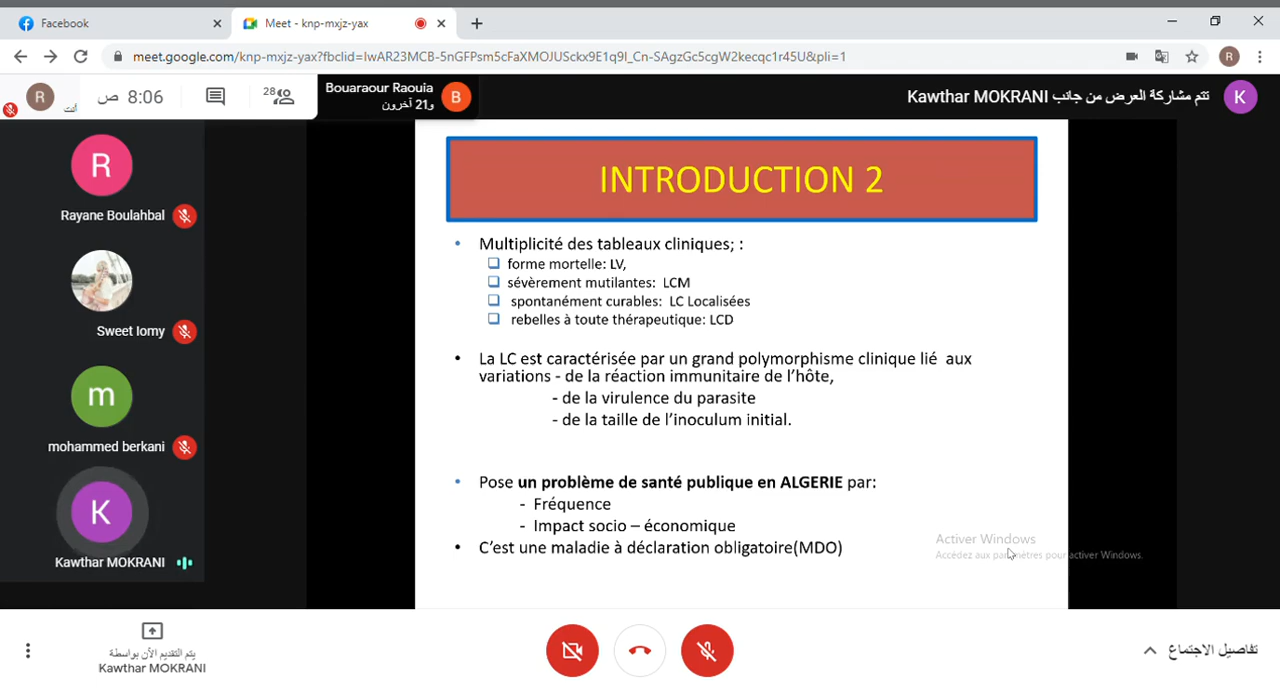 Facebook
Meet - knp-mxjz-yax
meet.google.com/knp-mxjz-yax?fbclid=IwAR23MCB-5nGFPsm5cFaXMOJUSckx9E1q9I_Cn-SAgzGc5cgW2kecqc1r45U&pli=1
R
R
أنت
8:06 ص
28
Bouaraour Raouia
و21 آخرون
B
تتم مشاركة العرض من جانب Kawthar MOKRANI
K
R
Rayane Boulahbal
Sweet lomy
m
mohammed berkani
K
Kawthar MOKRANI
INTRODUCTION 2
• Multiplicité des tableaux cliniques; :
❑ forme mortelle: LV,
❑ sévèrement mutilantes: LCM
❑ spontanément curables: LC Localisées
❑ rebelles à toute thérapeutique: LCD
• La LC est caractérisée par un grand polymorphisme clinique lié aux
variations - de la réaction immunitaire de l'hôte,
- de la virulence du parasite
- de la taille de l'inoculum initial.
• Pose un problème de santé publique en ALGERIE par:
- Fréquence
- Impact socio – économique
• C'est une maladie à déclaration obligatoire(MDO)
Activer Windows
Accédez aux paramètres pour activer Windows.
يتم التقديم الآن بواسطة
Kawthar MOKRANI
تفاصيل الاجتماع